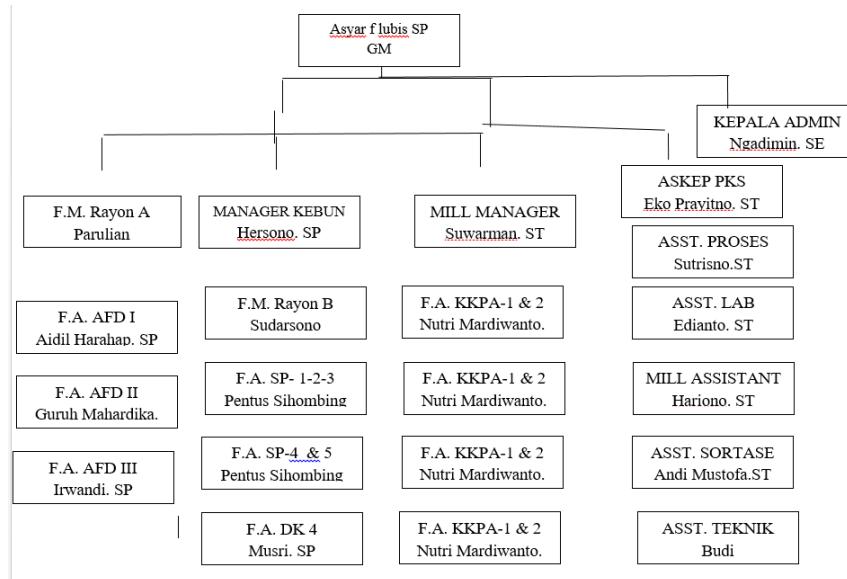 Asyar f lubis SP
GM
KEPALA ADMIN
Ngadimin. SE
ASKEP PKS
Eko Prayitno. ST
F.M. Rayon A
Parulian
MANAGER KEBUN
Hersono. SP
MILL MANAGER
Suwarman. ST
ASST. PROSES
Sutrisno.ST
F.A. AFD I
Aidil Harahap. SP
F.M. Rayon B
Sudarsono
F.A. KKPA-1 & 2
Nutri Mardiwanto.
ASST. LAB
Edianto. ST
F.A. AFD II
Guruh Mahardika.
F.A. SP- 1-2-3
Pentus Sihombing
F.A. KKPA-1 & 2
Nutri Mardiwanto.
MILL ASSISTANT
Hariono. ST
F.A. AFD III
Irwandi. SP
F.A. SP-4 & 5
Pentus Sihombing
F.A. KKPA-1 & 2
Nutri Mardiwanto.
ASST. SORTASE
Andi Mustofa.ST
F.A. DK 4
Musri. SP
F.A. KKPA-1 & 2
Nutri Mardiwanto.
ASST. TEKNIK
Budi